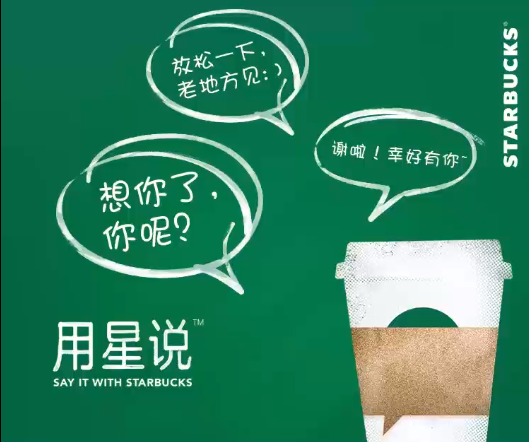 放松一下,
老地方见:)
谢啦!幸好有你~
想你了,
你呢?
STARBUCKS®
用星说™
SAY IT WITH STARBUCKS